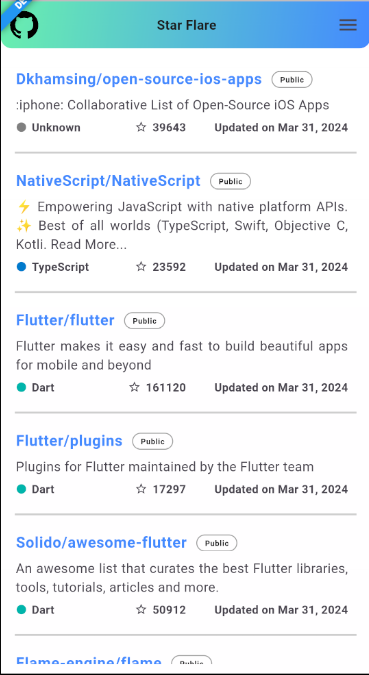 Star Flare
Dkhamsing/open-source-ios-apps Public
:iphone: Collaborative List of Open-Source iOS Apps
Unknown ☆ 39643 Updated on Mar 31, 2024
NativeScript/NativeScript Public
⚡ Empowering JavaScript with native platform APIs.
✨ Best of all worlds (TypeScript, Swift, Objective C,
Kotli. Read More...
TypeScript ☆ 23592 Updated on Mar 31, 2024
Flutter/flutter Public
Flutter makes it easy and fast to build beautiful apps
for mobile and beyond
Dart ☆ 161120 Updated on Mar 31, 2024
Flutter/plugins Public
Plugins for Flutter maintained by the Flutter team
Dart ☆ 17297 Updated on Mar 31, 2024
Solido/awesome-flutter Public
An awesome list that curates the best Flutter libraries,
tools, tutorials, articles and more.
Dart ☆ 50912 Updated on Mar 31, 2024
Flame-engine/flame Public